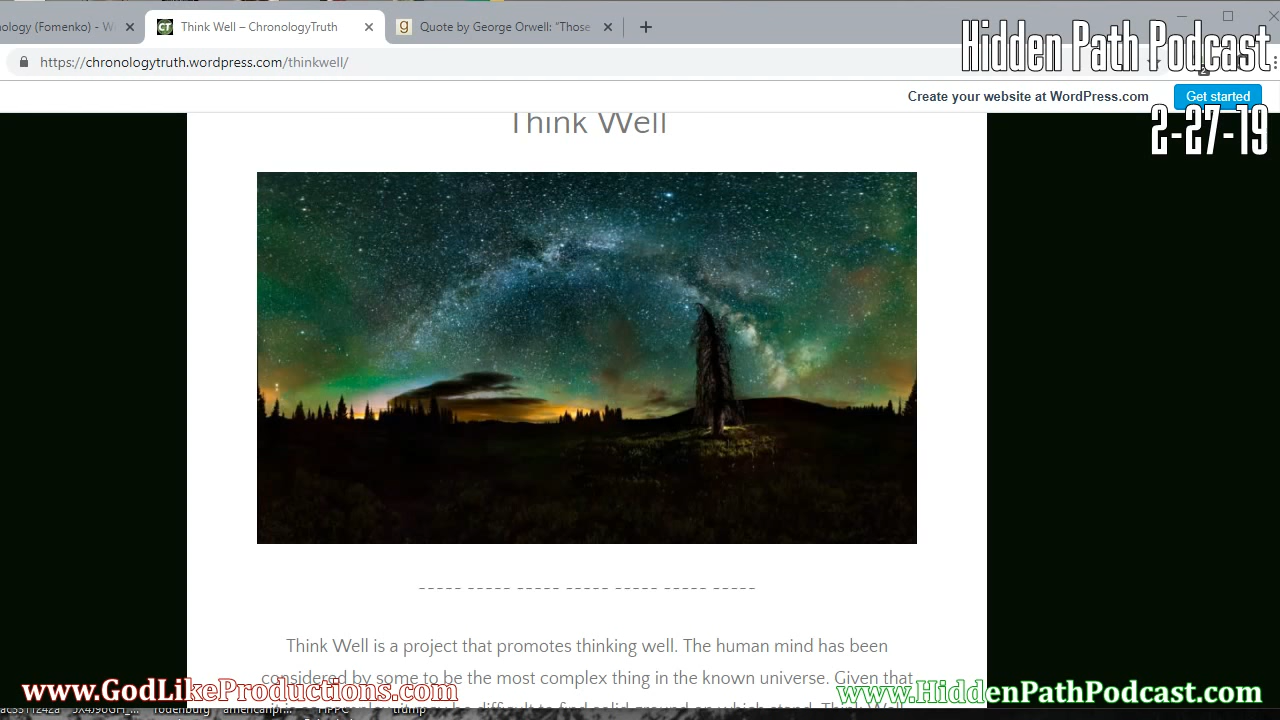 nology (Fomenko) - W
Think Well – ChronologyTruth
Quote by George Orwell: “Those
Hidden Path Podcast
https://chronologytruth.wordpress.com/thinkwell/
2
Create your website at WordPress.com
Get started
2-27-19
Think Well
----- ----- ----- ----- ----- ----- -----
Think Well is a project that promotes thinking well. The human mind has been
considered by some to be the most complex thing in the known universe. Given that
www.GodLikeProductions.com
www.HiddenPathPodcast.com